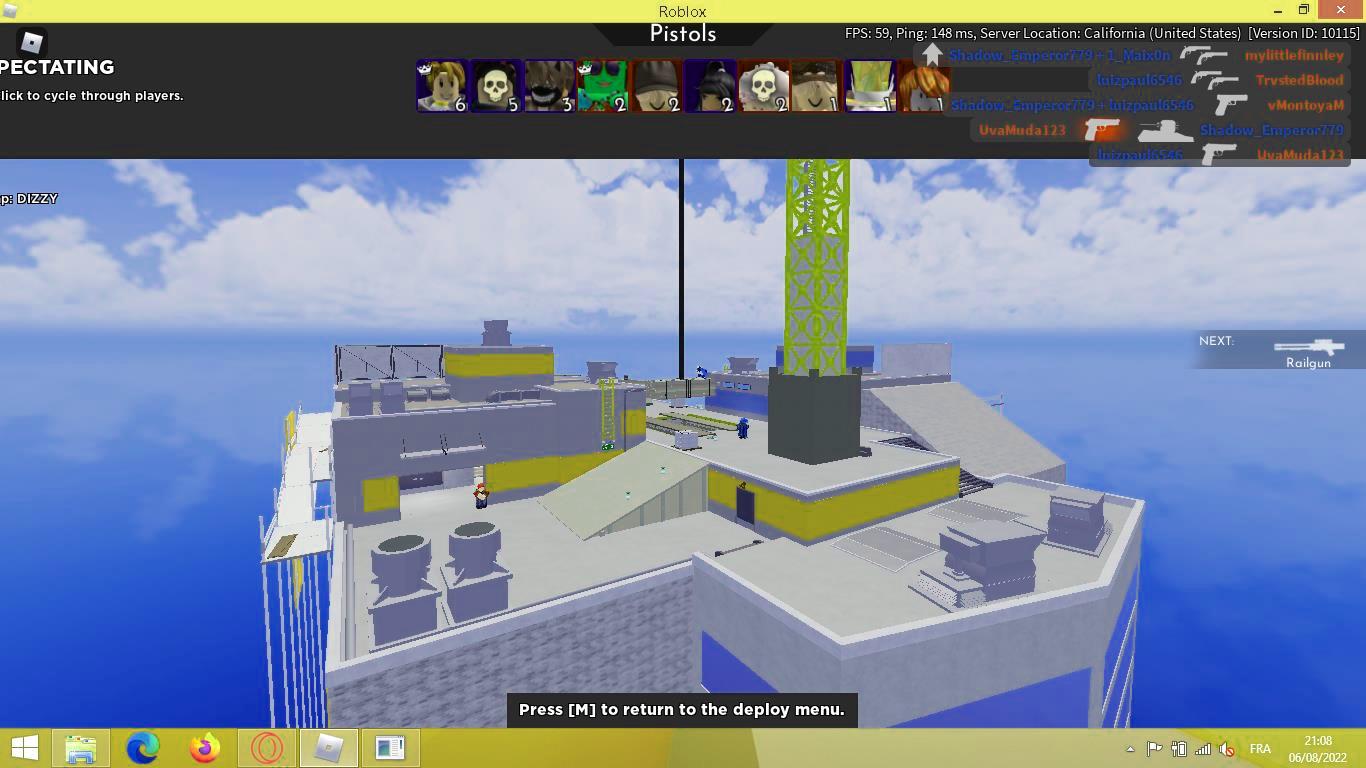 Roblox
Pistols
FPS: 59, Ping: 148 ms, Server Location: California (United States) [Version ID: 10115]
PECTATING
lick to cycle through players.
6 5 3 2 2 2 2 1 1 1
Shadow_Emperor779 + 1_Maix0n mylittlefinnley
luizpaul6546 TrvstedBlood
Shadow_Emperor779 + luizpaul6546 vMontoyaM
UvaMuda123 Shadow_Emperor779
luizpaul6546 UvaMuda123
p: DIZZY
NEXT:
Railgun
Press [M] to return to the deploy menu.
FRA
21:08
06/08/2022